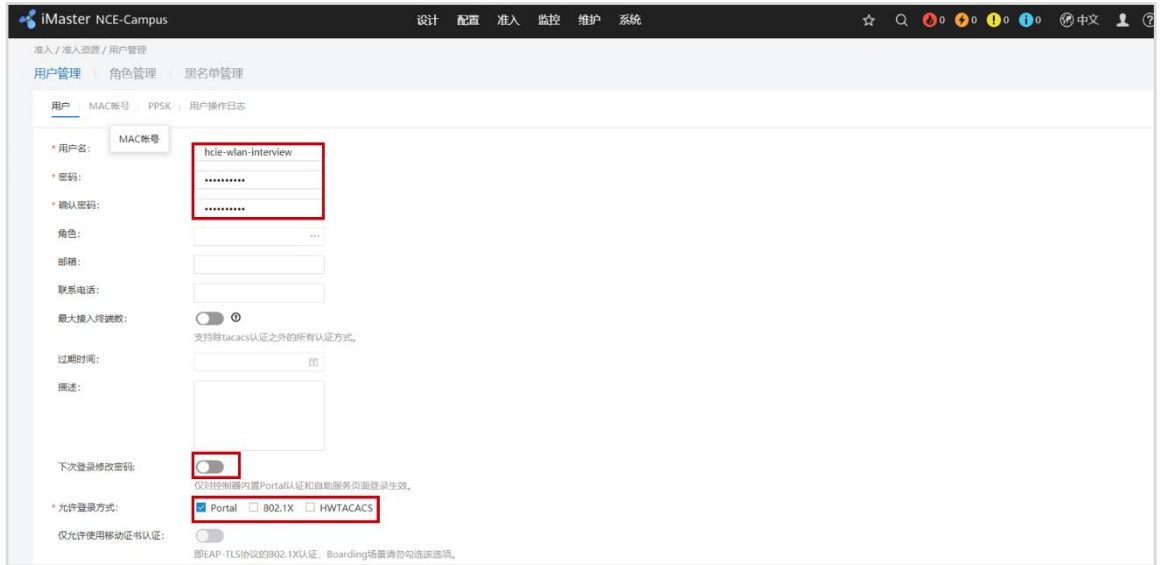 iMaster NCE-Campus 设计 配置 准入 监控 维护 系统 0 0 0 0 中文
准入 / 准入资源 / 用户管理
用户管理 角色管理 黑名单管理
用户 MAC帐号 PPSK 用户操作日志
MAC帐号
* 用户名: hcie-wlan-interview
* 密码: ••••••••••
* 确认密码: ••••••••••
角色: ...
邮箱:
联系电话:
最大接入终端数:
支持除tacacs认证之外的所有认证方式。
过期时间:
描述:
下次登录修改密码:
仅对控制器内置Portal认证和自助服务页面登录生效。
* 允许登录方式: Portal 802.1X HWTACACS
仅允许使用移动证书认证:
即EAP-TLS协议的802.1X认证，Boarding场景请勿勾选该选项。